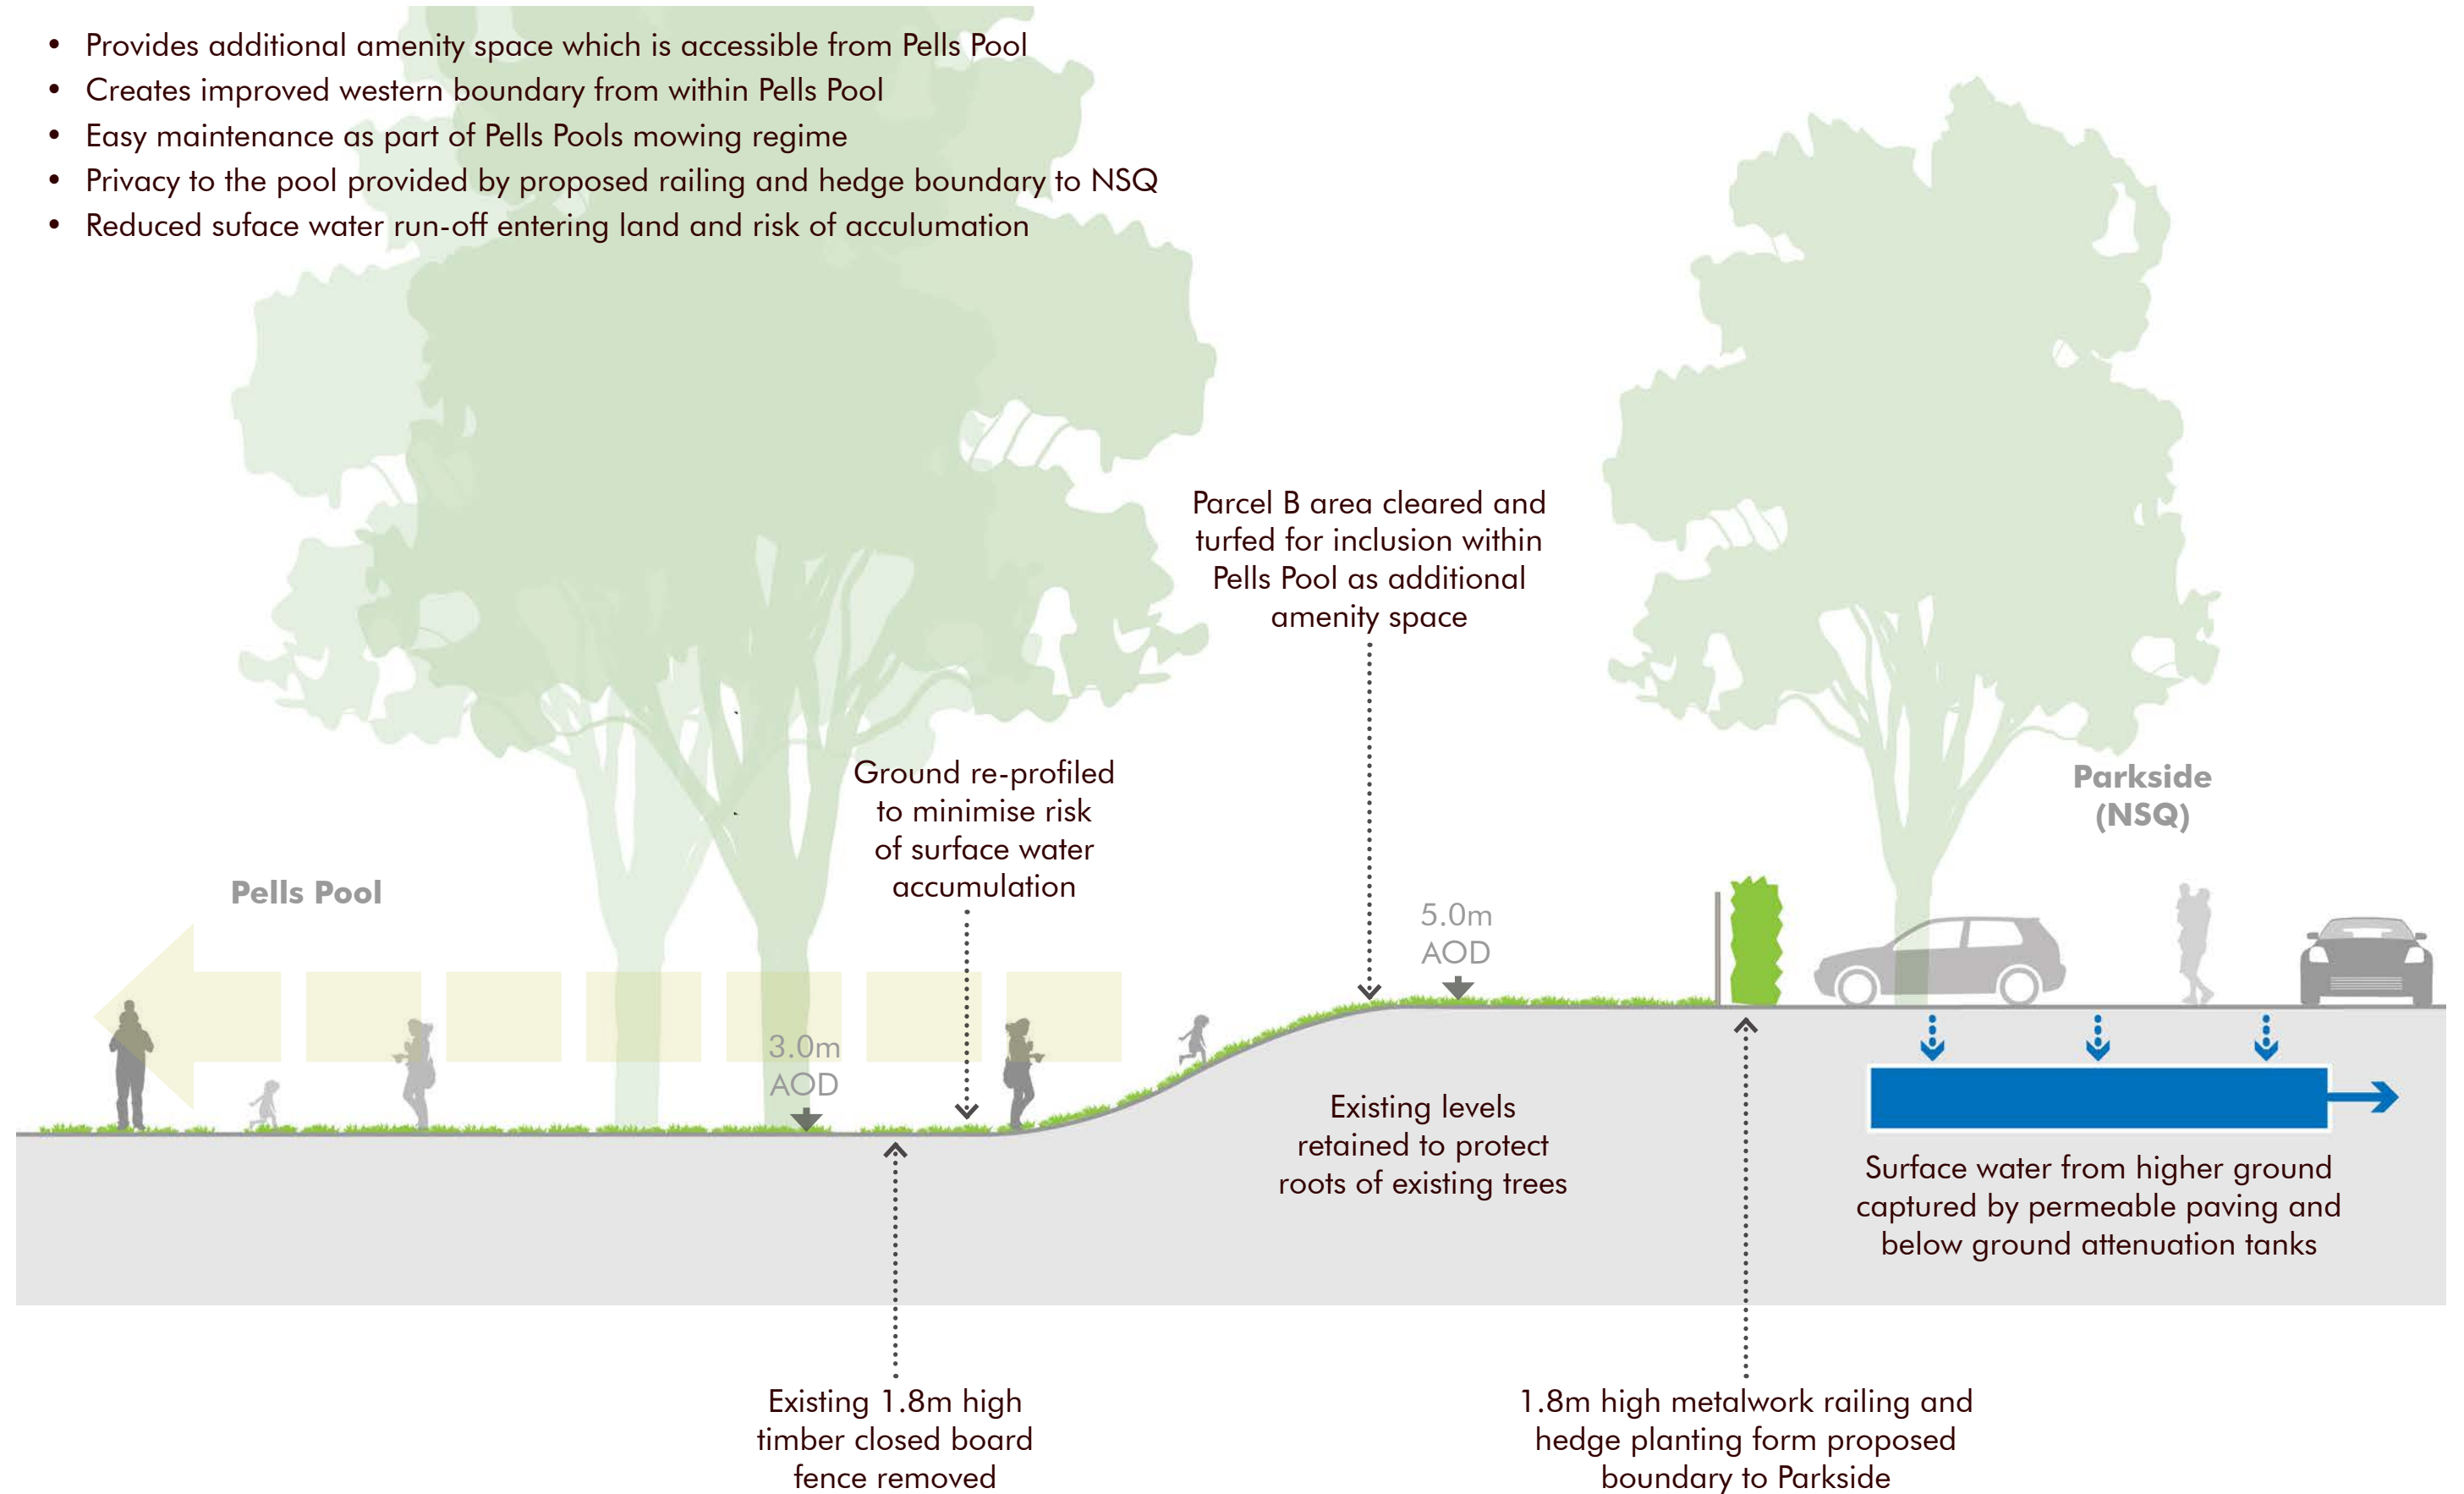 • Provides additional amenity space which is accessible from Pells Pool
• Creates improved western boundary from within Pells Pool
• Easy maintenance as part of Pells Pools mowing regime
• Privacy to the pool provided by proposed railing and hedge boundary to NSQ
• Reduced suface water run-off entering land and risk of acculumation
Parcel B area cleared and
turfed for inclusion within
Pells Pool as additional
amenity space
Ground re-profiled
to minimise risk
of surface water
accumulation
Parkside
(NSQ)
Pells Pool
5.0m
AOD
3.0m
AOD
Existing levels
retained to protect
roots of existing trees
Surface water from higher ground
captured by permeable paving and
below ground attenuation tanks
Existing 1.8m high
timber closed board
fence removed
1.8m high metalwork railing and
hedge planting form proposed
boundary to Parkside